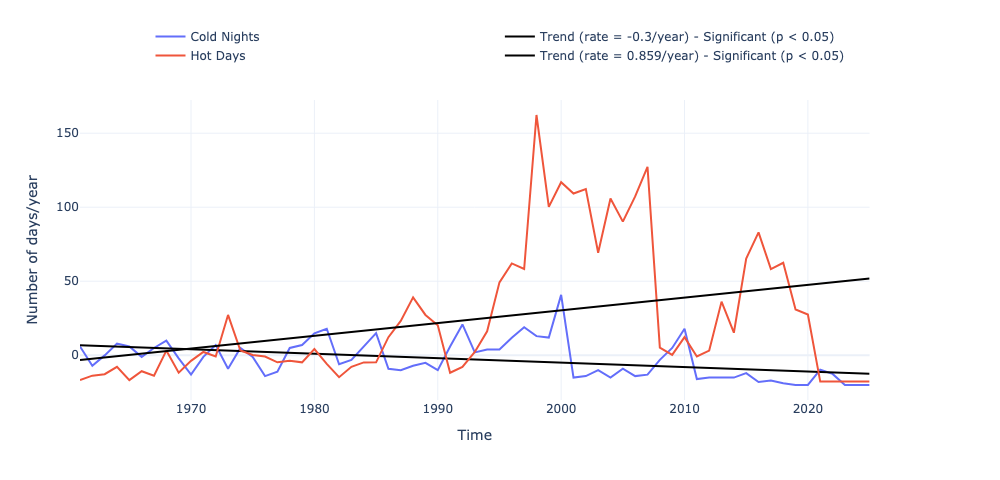 Cold Nights
Hot Days
Trend (rate = -0.3/year) - Significant (p < 0.05)
Trend (rate = 0.859/year) - Significant (p < 0.05)
150
100
50
0
Number of days/year
1970 1980 1990 2000 2010 2020
Time